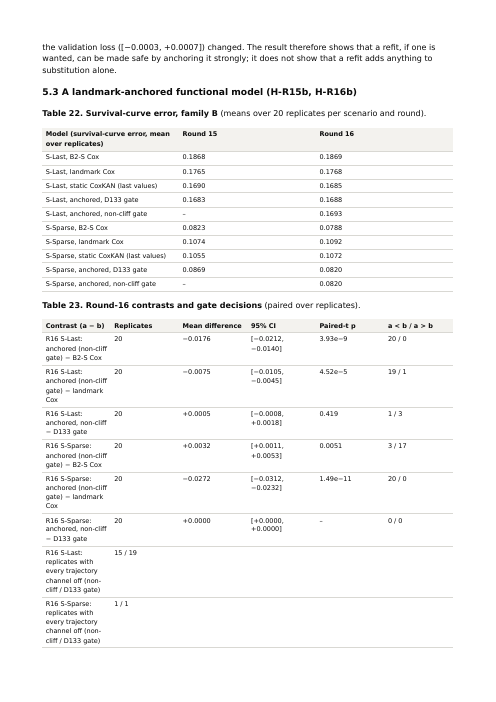 the validation loss ([−0.0003, +0.0007]) changed. The result therefore shows that a refit, if one is
wanted, can be made safe by anchoring it structurally; it does not show that a refit adds anything to
substitution alone.
5.3 A landmark-anchored functional model (H-R15b, H-R16b)
Table 22. Survival-curve error, family B (means over 20 replicates per scenario and round).
Model (survival-curve error, mean over replicates) Round 15 Round 16
S-Last, B2-S Cox 0.1868 0.1869
S-Last, landmark Cox 0.1765 0.1768
S-Last, static CoxKAN (last values) 0.1690 0.1685
S-Last, anchored, D133 gate 0.1683 0.1688
S-Last, anchored, non-cliff gate – 0.1693
S-Sparse, B2-S Cox 0.0823 0.0788
S-Sparse, landmark Cox 0.1074 0.1092
S-Sparse, static CoxKAN (last values) 0.1055 0.1072
S-Sparse, anchored, D133 gate 0.0869 0.0820
S-Sparse, anchored, non-cliff gate – 0.0820
Table 23. Round-16 contrasts and gate decisions (paired over replicates).
Contrast (a − b) Replicates Mean difference 95% CI Paired-t p a < b / a > b
R16 S-Last: anchored (non-cliff gate) − B2-S Cox 20 −0.0176 [−0.0212, −0.0140] 3.93e−9 20 / 0
R16 S-Last: anchored (non-cliff gate) − landmark Cox 20 −0.0075 [−0.0105, −0.0045] 4.52e−5 19 / 1
R16 S-Last: anchored, non-cliff − D133 gate 20 +0.0005 [−0.0008, +0.0018] 0.419 1 / 3
R16 S-Sparse: anchored (non-cliff gate) − B2-S Cox 20 +0.0032 [+0.0011, +0.0053] 0.0051 3 / 17
R16 S-Sparse: anchored (non-cliff gate) − landmark Cox 20 −0.0272 [−0.0312, −0.0232] 1.49e−11 20 / 0
R16 S-Sparse: anchored, non-cliff − D133 gate 20 +0.0000 [+0.0000, +0.0000] – 0 / 0
R16 S-Last: replicates with every trajectory channel off (non-cliff / D133 gate) 15 / 19
R16 S-Sparse: replicates with every trajectory channel off (non-cliff / D133 gate) 1 / 1